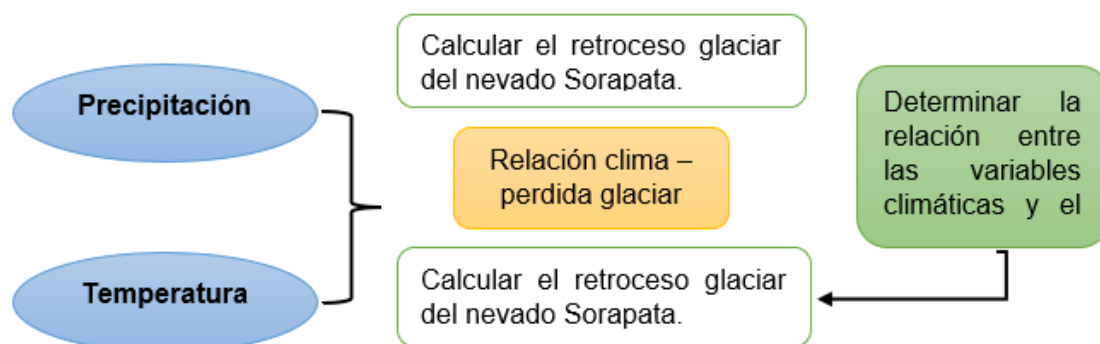 Precipitación
Temperatura
Calcular el retroceso glaciar
del nevado Sorapata.
Relación clima –
perdida glaciar
Calcular el retroceso glaciar
del nevado Sorapata.
Determinar la
relación entre
las variables
climáticas y el